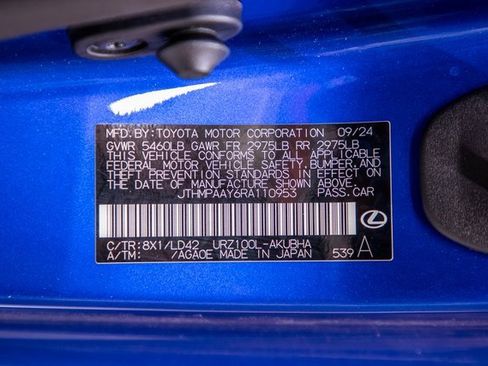 MFD. BY: TOYOTA MOTOR CORPORATION 09/24
GVWR 5460LB GAWR FR 2975LB RR 2975LB
THIS VEHICLE CONFORMS TO ALL APPLICABLE
FEDERAL MOTOR VEHICLE SAFETY, BUMPER, AND
THEFT PREVENTION STANDARDS IN EFFECT ON THE
DATE OF MANUFACTURE SHOWN ABOVE.
JTHMPAAY6RA110953 PASS. CAR
C/TR: 8X1/LD42 URZ100L-AKUBHA
A/TM: /AGA0E MADE IN JAPAN 539 A